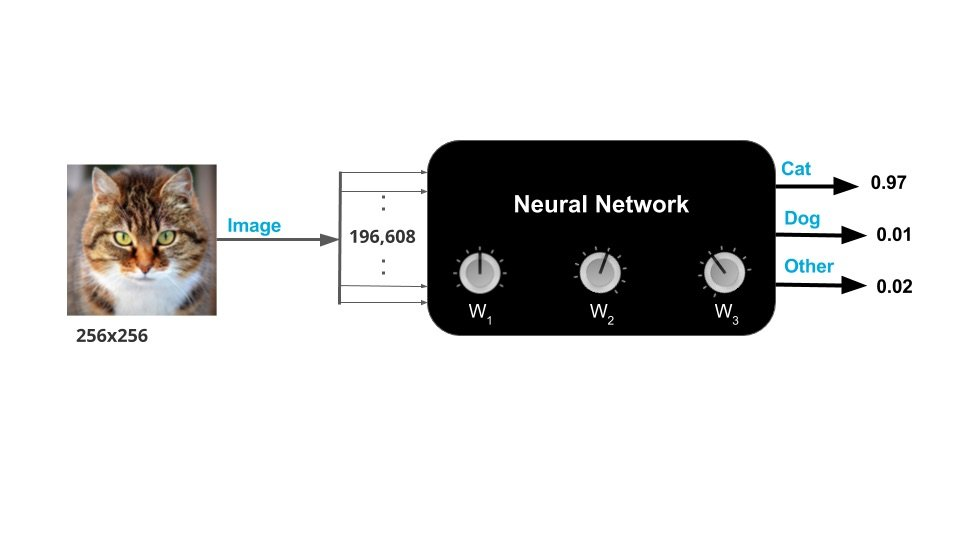 Image
256x256
196,608
Neural Network
W1
W2
W3
Cat
0.97
Dog
0.01
Other
0.02